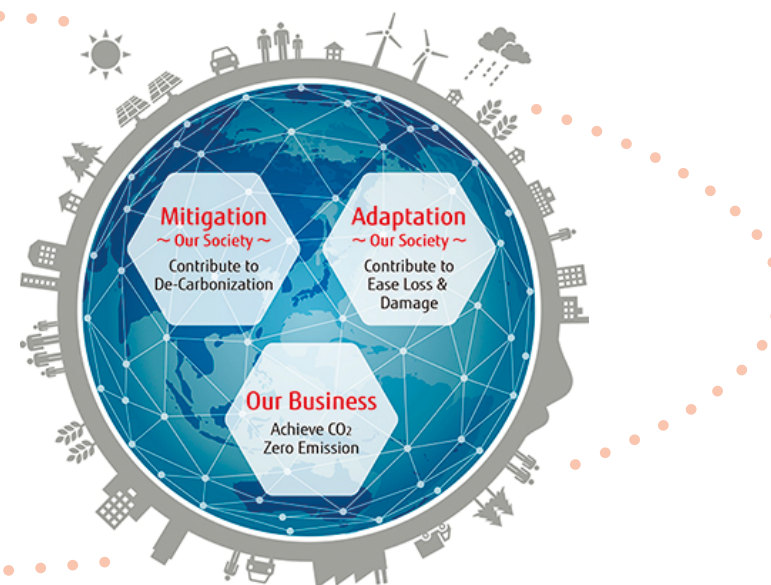 Mitigation
~ Our Society ~
Contribute to
De-Carbonization
Adaptation
~ Our Society ~
Contribute to
Ease Loss &
Damage
Our Business
Achieve CO₂
Zero Emission